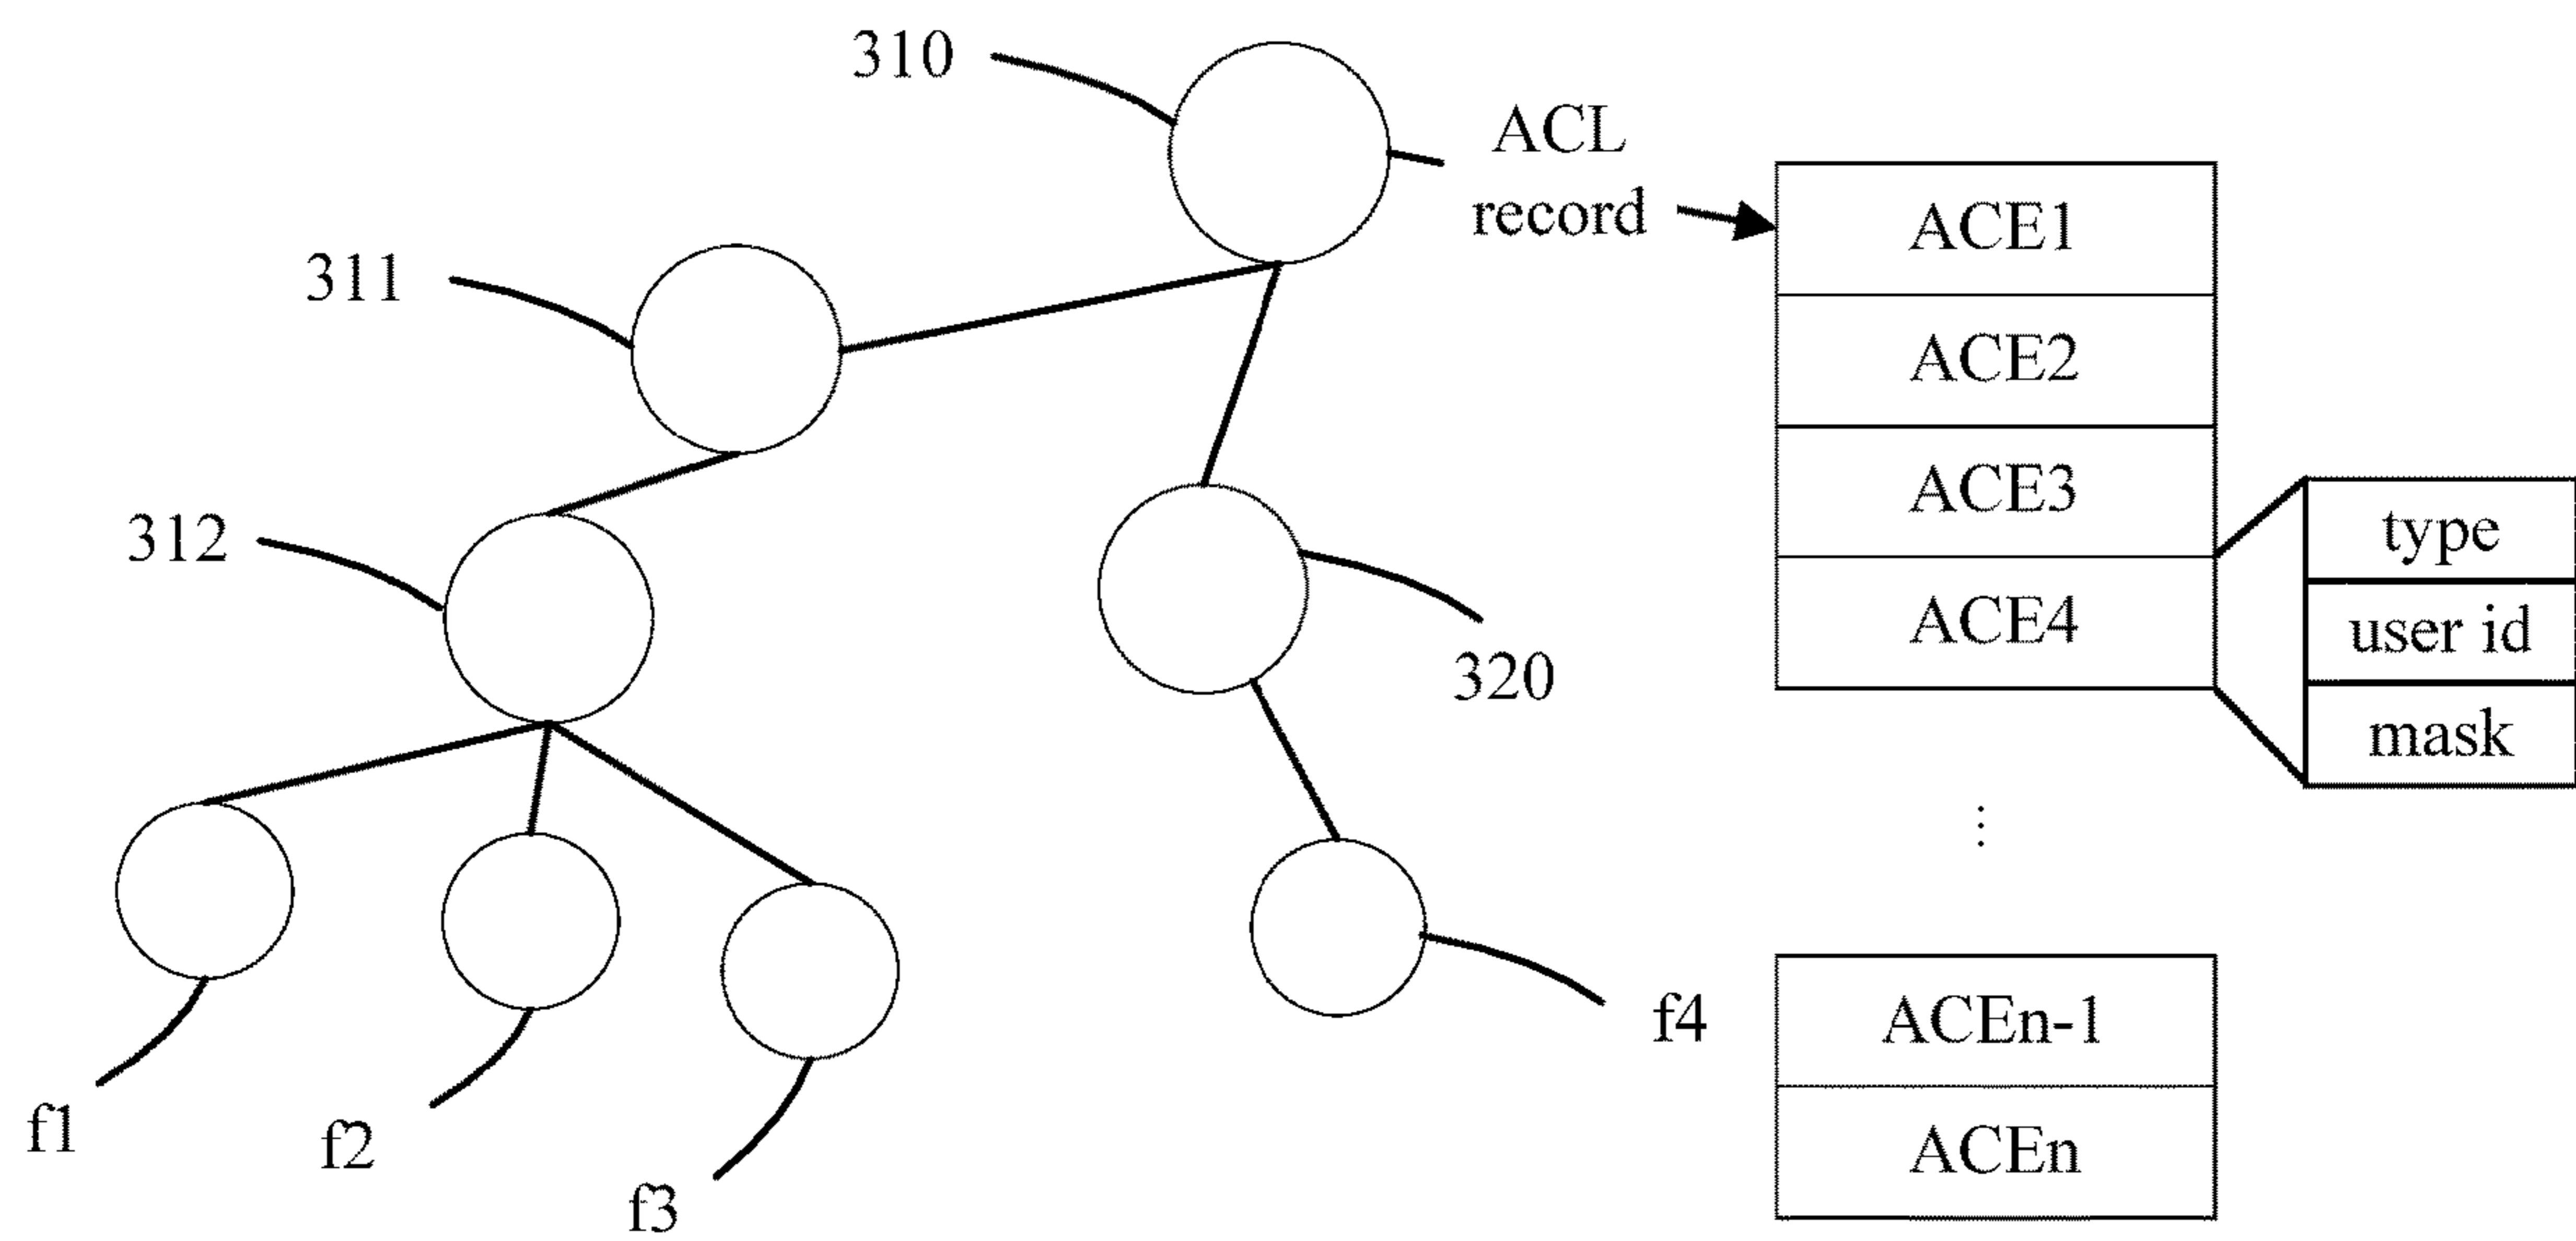 310
ACL
record
ACE1
311
ACE2
ACE3
type
312
user id
ACE4
320
mask
⋮
f4
ACEn-1
f1
f2
ACEn
f3